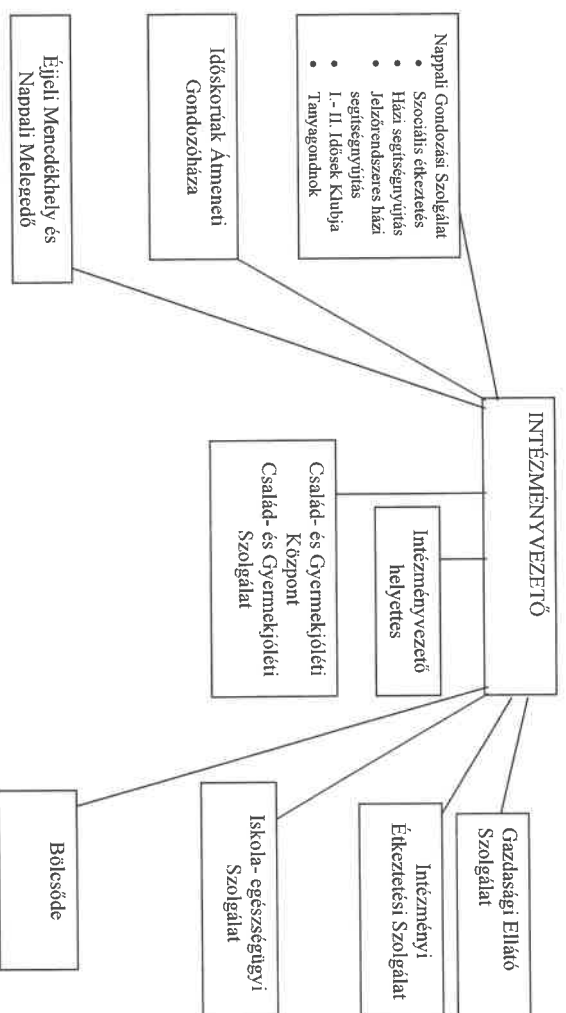 INTÉZMÉNYVEZETŐ
Nappali Gondozási Szolgálat
• Szociális étkeztetés
• Házi segítségnyújtás
• Jelzőrendszeres házi
segítségnyújtás
• I.- II. Idősek Klubja
• Tanyagondnok
Időskorúak Átmeneti
Gondozóháza
Éjjeli Menedékhely és
Nappali Melegedő
Intézményvezető
helyettes
Család- és Gyermekjóléti
Központ
Család- és Gyermekjóléti
Szolgálat
Gazdasági Ellátó
Szolgálat
Intézményi
Étkeztetési Szolgálat
Iskola- egészségügyi
Szolgálat
Bölcsőde